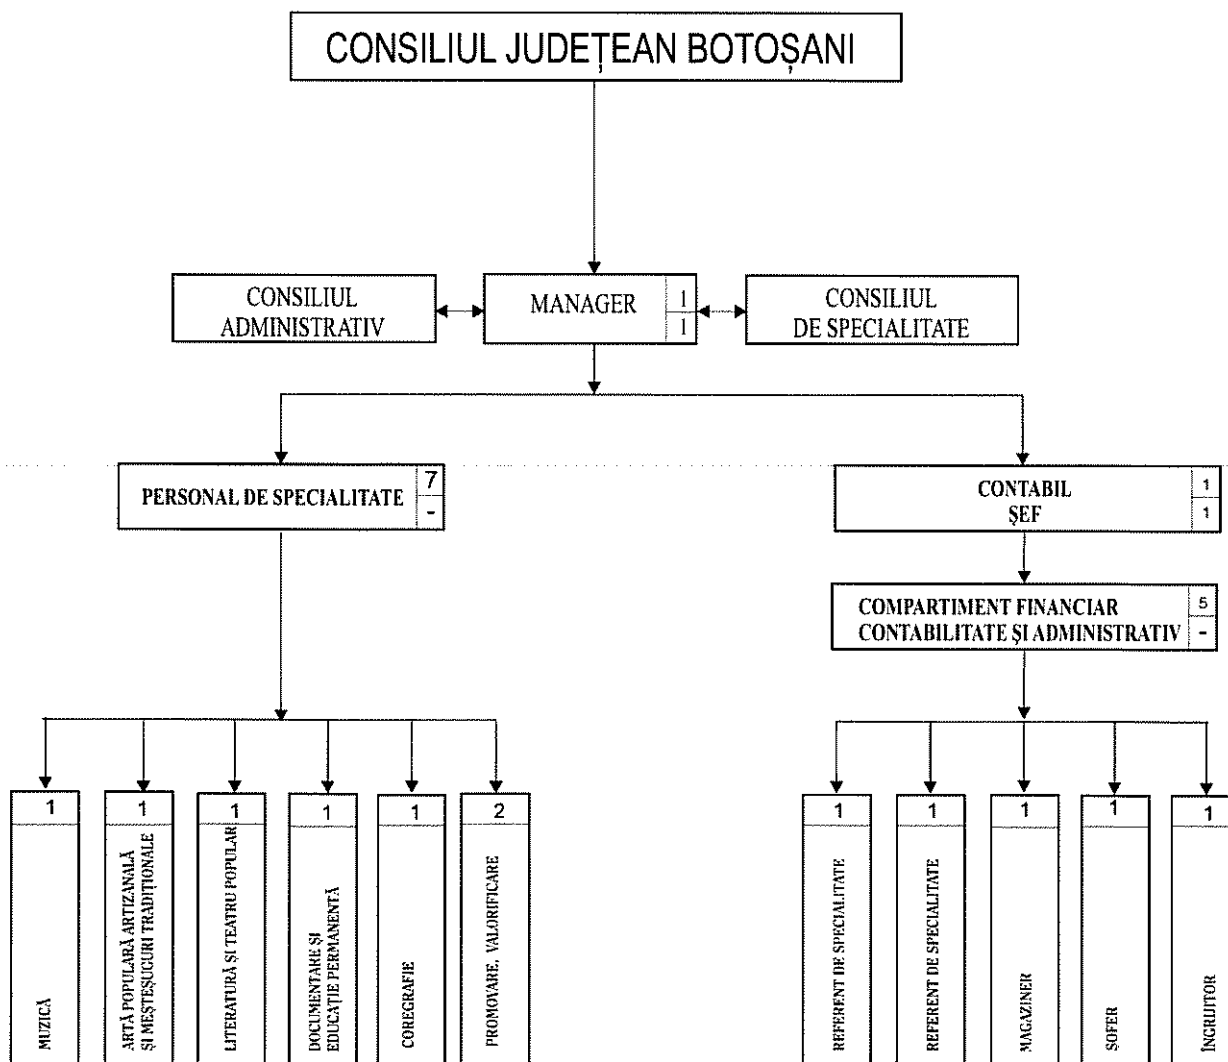 CONSILIUL JUDEȚEAN BOTOȘANI
CONSILIUL
ADMINISTRATIV
MANAGER
1
1
CONSILIUL
DE SPECIALITATE
PERSONAL DE SPECIALITATE
7
-
CONTABIL
ȘEF
1
1
COMPARTIMENT FINANCIAR
CONTABILITATE ȘI ADMINISTRATIV
5
-
1
MUZICĂ
1
ARTĂ POPULARĂ ARTIZANALĂ
ȘI MEȘTEȘUGURI TRADIȚIONALE
1
LITERATURĂ ȘI TEATRU POPULAR
1
DOCUMENTARE ȘI
EDUCAȚIE PERMANENTĂ
1
COREGRAFIE
2
PROMOVARE, VALORIFICARE
1
REFERENT DE SPECIALITATE
1
REFERENT DE SPECIALITATE
1
MAGAZINER
1
ȘOFER
1
ÎNGRIJITOR